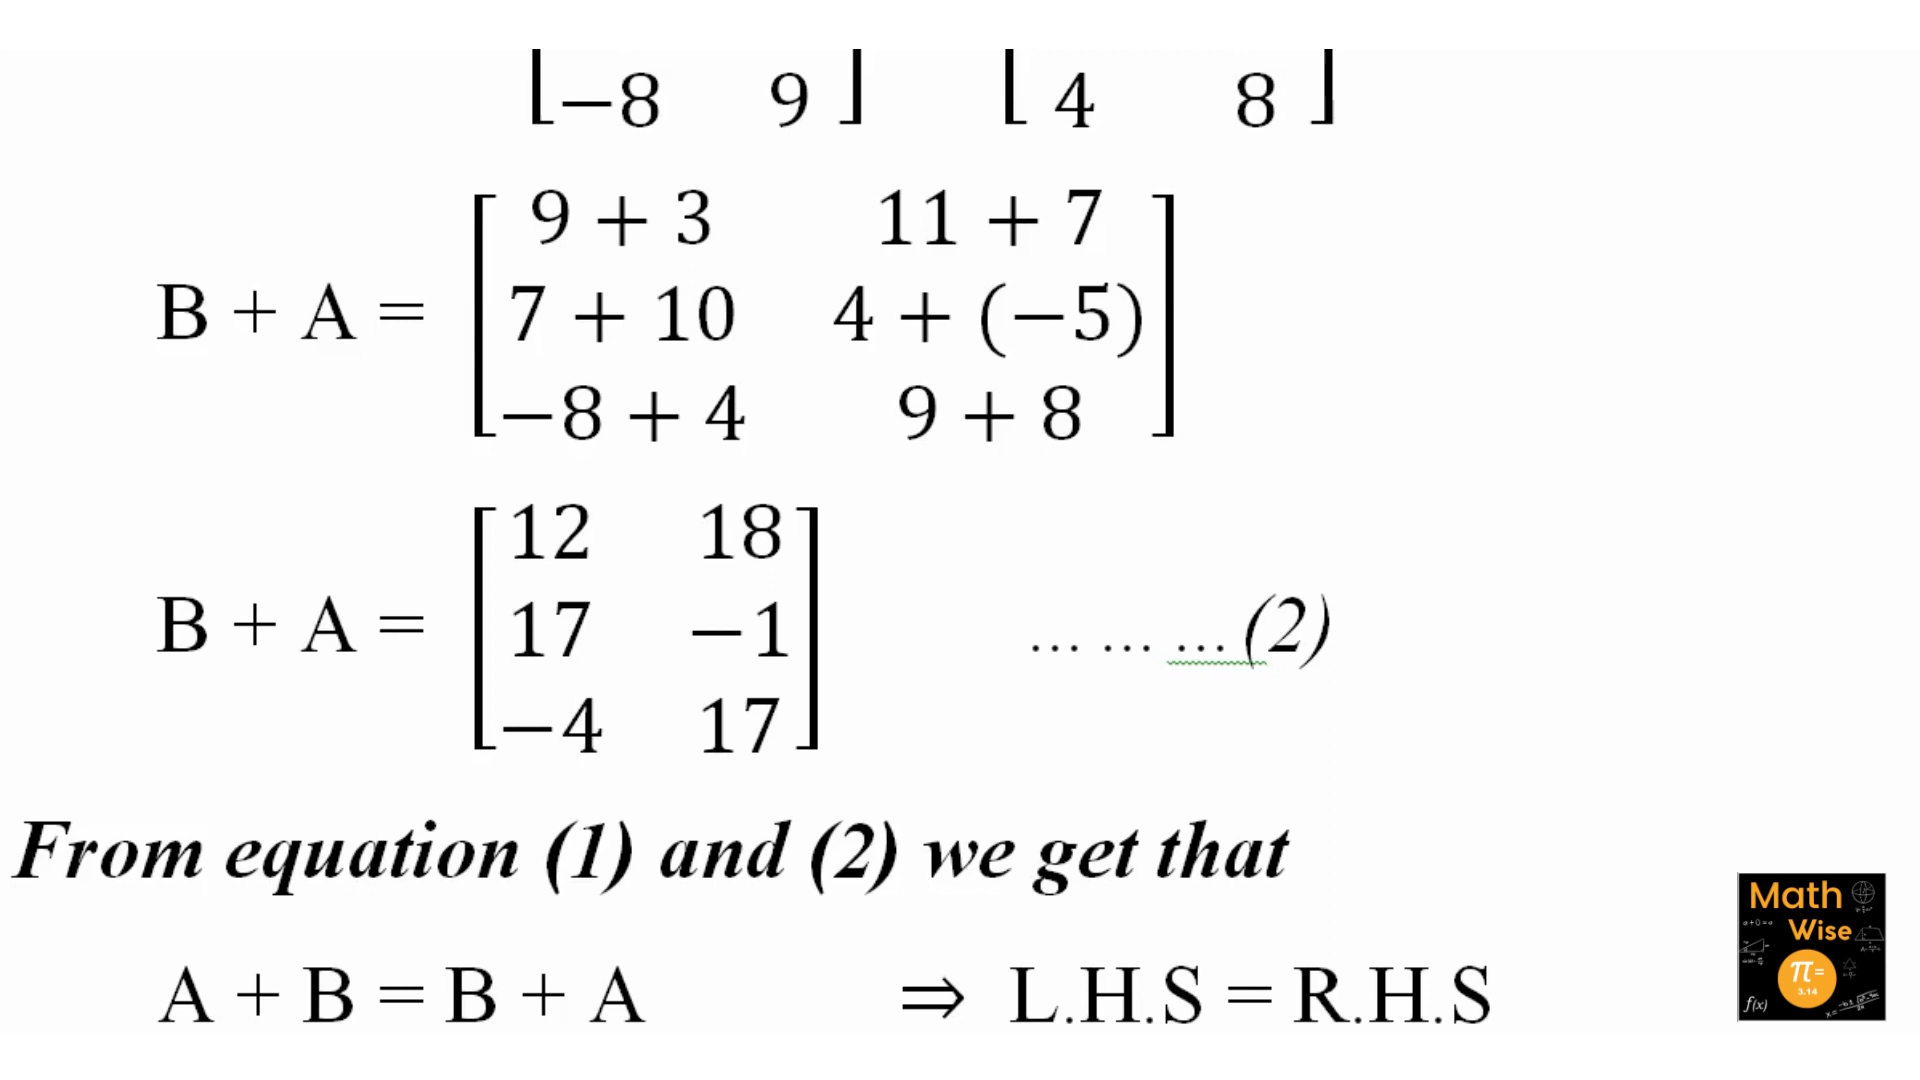 [−8 9] [4 8]
[9 + 3 11 + 7
B + A = 7 + 10 4 + (−5)
−8 + 4 9 + 8]
[12 18
B + A = 17 −1 ... ... ... (2)
−4 17]
From equation (1) and (2) we get that
A + B = B + A ⇒ L.H.S = R.H.S
Math
Wise
π=
3.14
f(x)